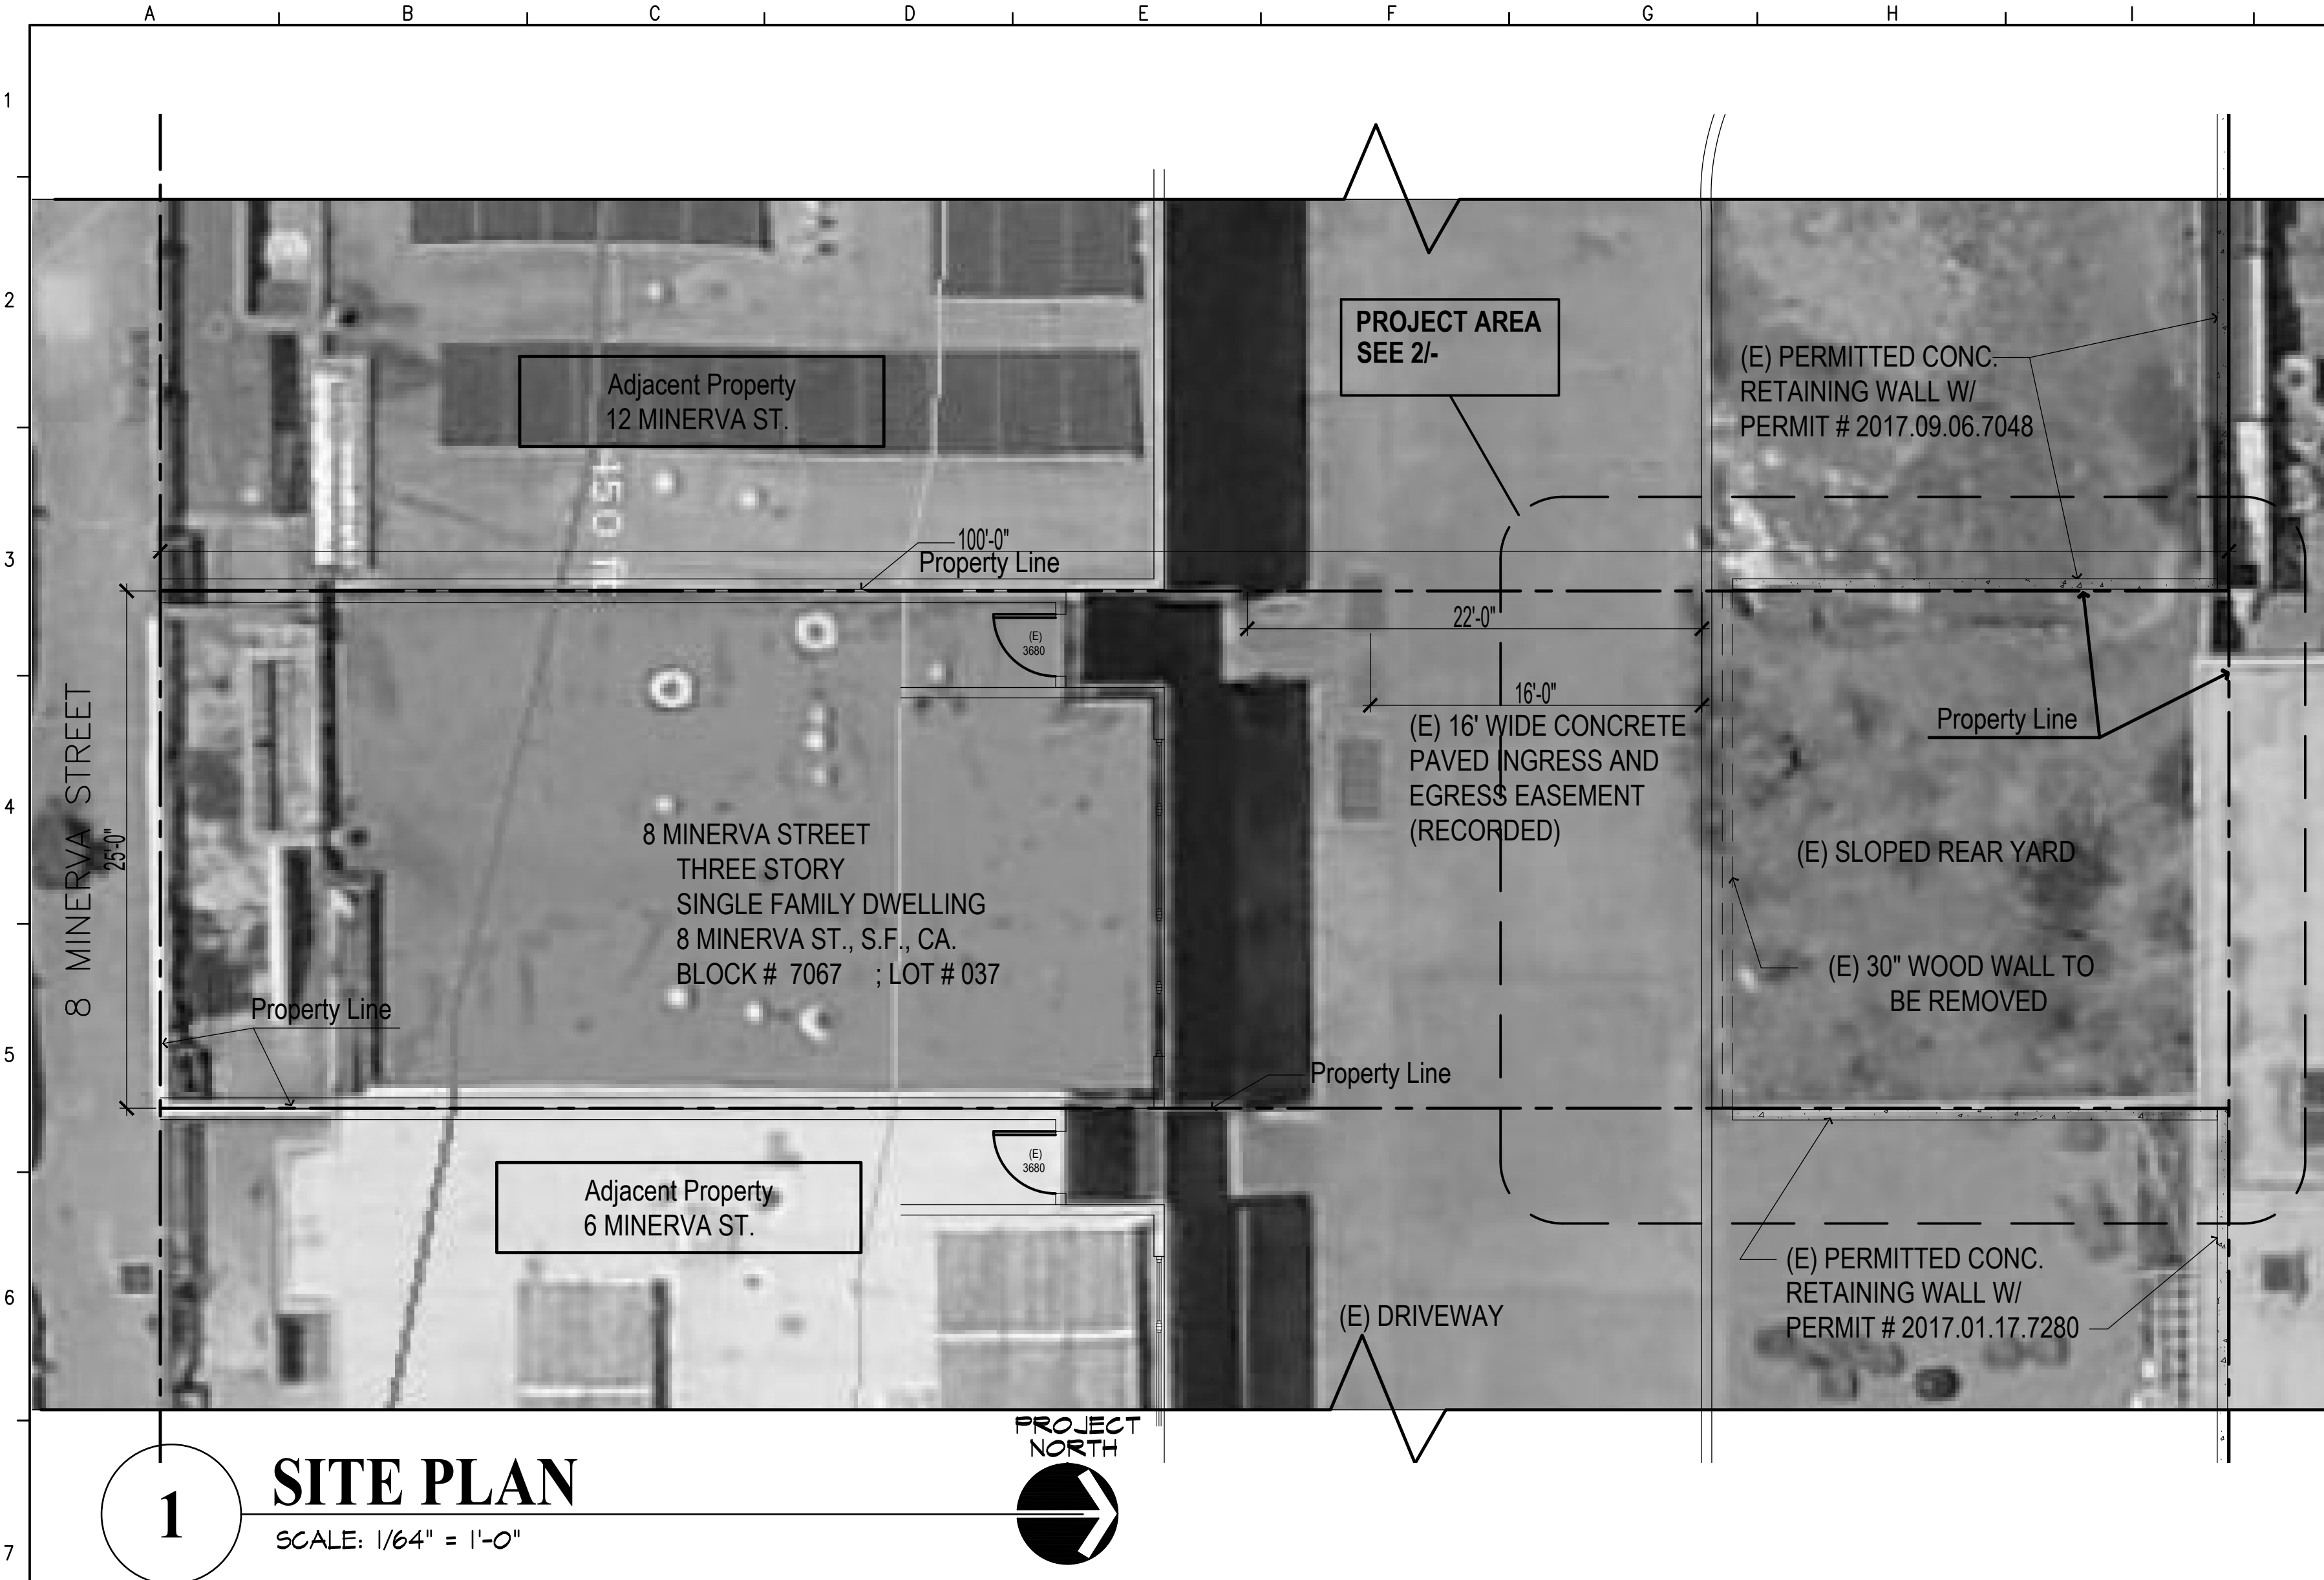 A B C D E F G H I
1
2
3
4
5
6
7
PROJECT AREA
SEE 2/-
(E) PERMITTED CONC.
RETAINING WALL W/
PERMIT # 2017.09.06.7048
Adjacent Property
12 MINERVA ST.
100'-0"
Property Line
22'-0"
(E)
3680
16'-0"
(E) 16' WIDE CONCRETE
PAVED INGRESS AND
EGRESS EASEMENT
(RECORDED)
Property Line
8 MINERVA STREET
25'-0"
8 MINERVA STREET
THREE STORY
SINGLE FAMILY DWELLING
8 MINERVA ST., S.F., CA.
BLOCK # 7067 ; LOT # 037
(E) SLOPED REAR YARD
(E) 30" WOOD WALL TO
BE REMOVED
Property Line
Property Line
(E)
3680
Adjacent Property
6 MINERVA ST.
(E) PERMITTED CONC.
RETAINING WALL W/
PERMIT # 2017.01.17.7280
(E) DRIVEWAY
PROJECT
NORTH
1
SITE PLAN
SCALE: 1/64" = 1'-0"